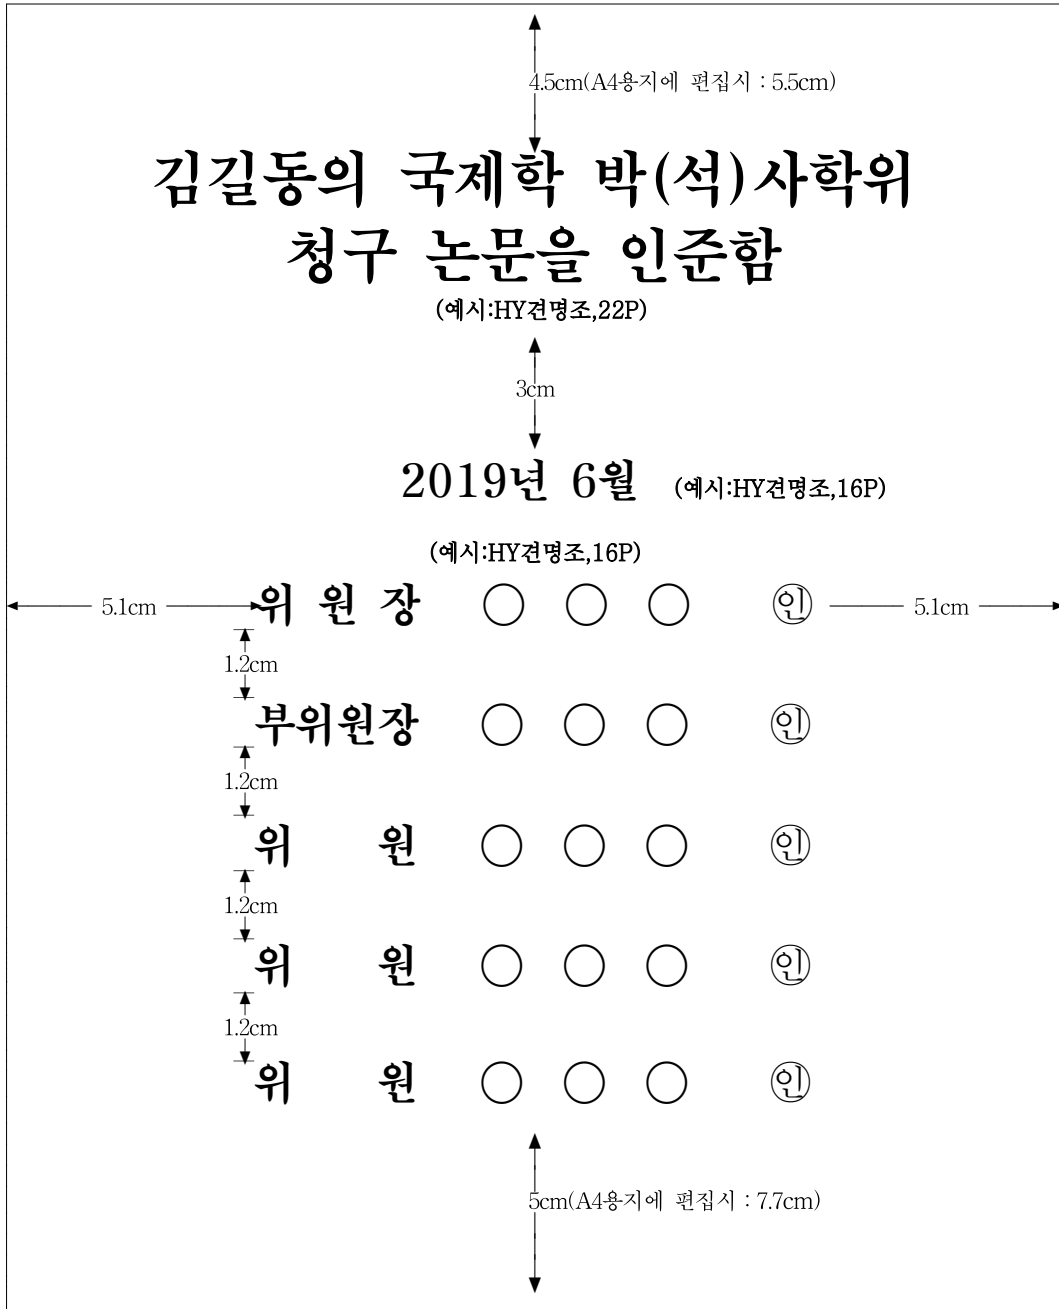 4.5cm(A4용지에 편집시 : 5.5cm)
김길동의 국제학 박(석)사학위
청구 논문을 인준함
(예시:HY견명조,22P)
3cm
2019년 6월 (예시:HY견명조,16P)
(예시:HY견명조,16P)
5.1cm 위 원 장 ○ ○ ○ ㊞ 5.1cm
1.2cm
부위원장 ○ ○ ○ ㊞
1.2cm
위 원 ○ ○ ○ ㊞
1.2cm
위 원 ○ ○ ○ ㊞
1.2cm
위 원 ○ ○ ○ ㊞
5cm(A4용지에 편집시 : 7.7cm)